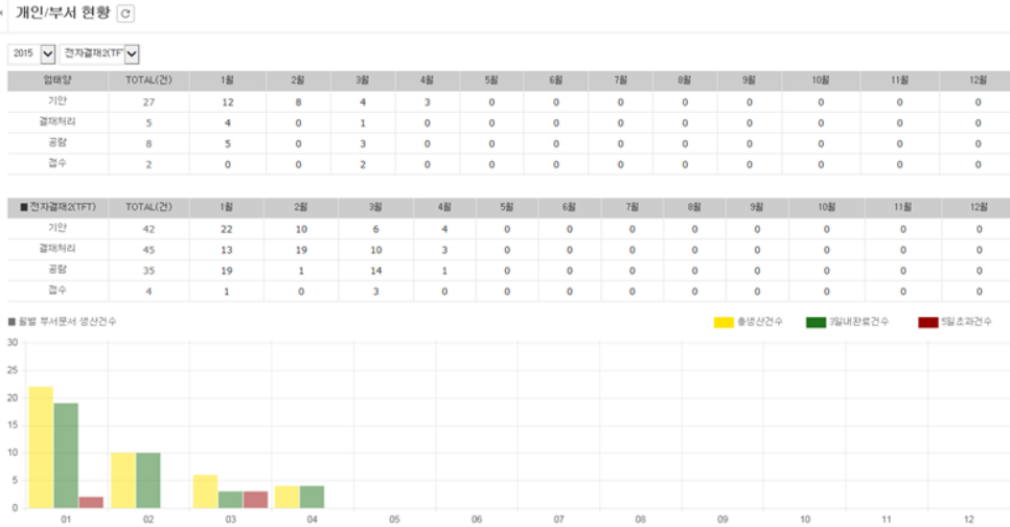 개인/부서 현황
2015 전자결재2(TFT
업태양 TOTAL(건) 1월 2월 3월 4월 5월 6월 7월 8월 9월 10월 11월 12월
기안 27 12 8 4 3 0 0 0 0 0 0 0 0
결재처리 5 4 0 1 0 0 0 0 0 0 0 0 0
공람 8 5 0 3 0 0 0 0 0 0 0 0 0
접수 2 0 0 2 0 0 0 0 0 0 0 0 0
■전자결재2(TFT) TOTAL(건) 1월 2월 3월 4월 5월 6월 7월 8월 9월 10월 11월 12월
기안 42 22 10 6 4 0 0 0 0 0 0 0 0
결재처리 45 13 19 10 3 0 0 0 0 0 0 0 0
공람 35 19 1 14 1 0 0 0 0 0 0 0 0
접수 4 1 0 3 0 0 0 0 0 0 0 0 0
■ 월별 부서문서 생산건수 총생산건수 3일내완료건수 5일초과건수
30
25
20
15
10
5
0
01 02 03 04 05 06 07 08 09 10 11 12